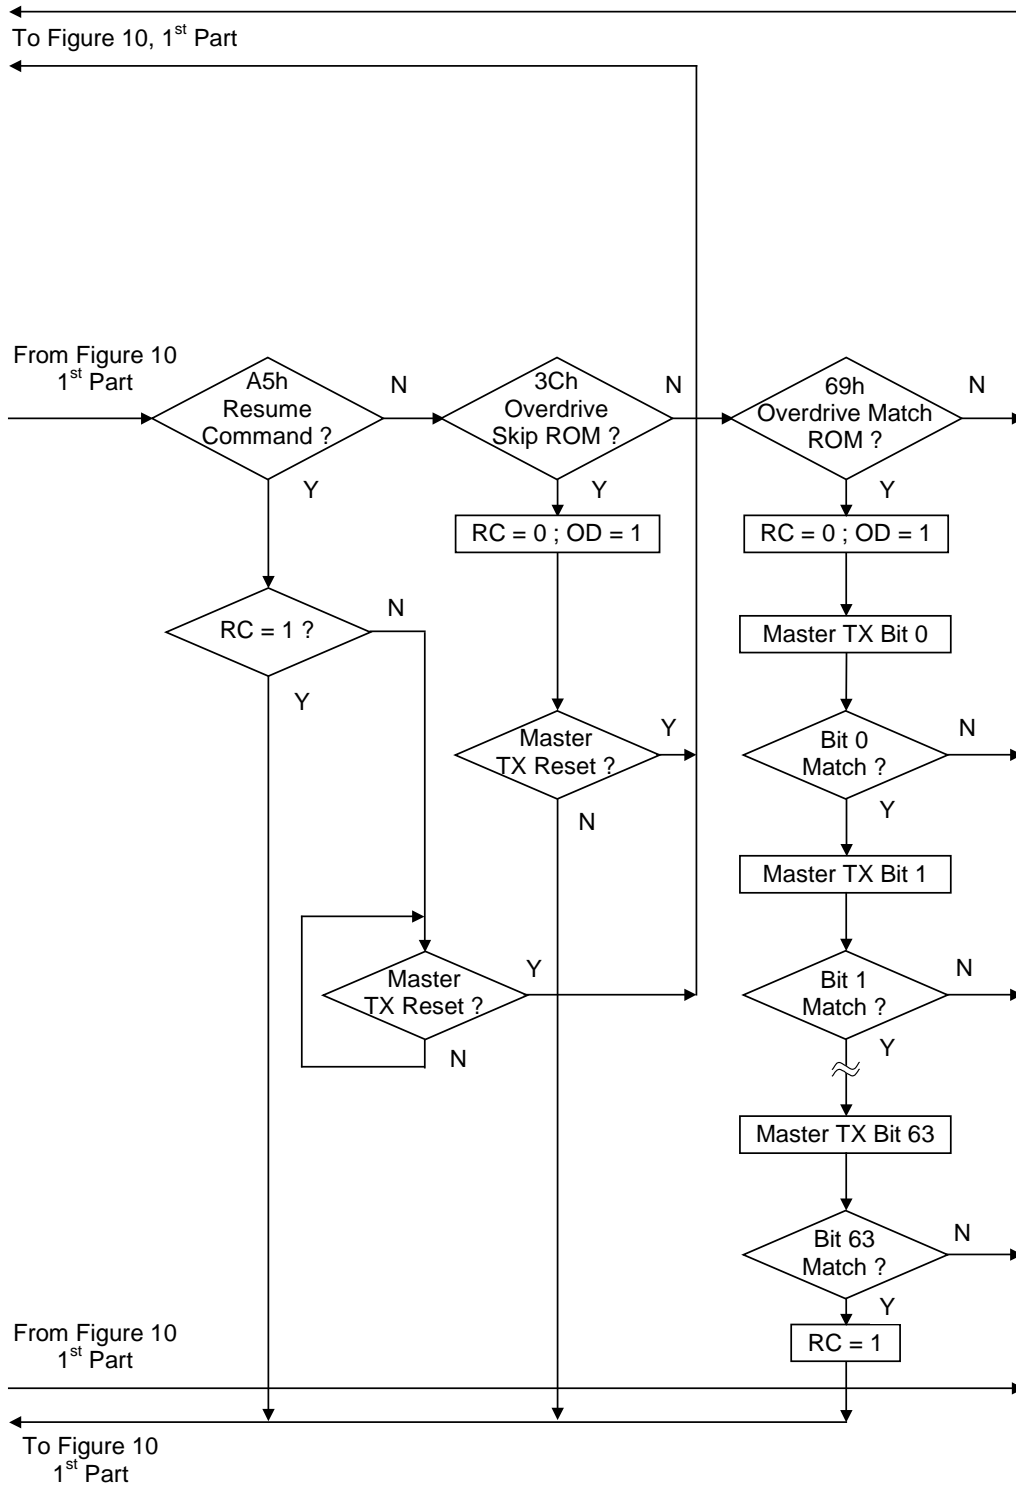 To Figure 10, 1st Part
From Figure 10
1st Part
A5h
Resume
Command ?
N
Y
3Ch
Overdrive
Skip ROM ?
N
Y
69h
Overdrive Match
ROM ?
N
Y
RC = 0 ; OD = 1
RC = 0 ; OD = 1
RC = 1 ?
N
Y
Master TX Bit 0
Master
TX Reset ?
Y
N
Bit 0
Match ?
N
Y
Master TX Bit 1
Master
TX Reset ?
Y
N
Bit 1
Match ?
N
Y
Master TX Bit 63
Bit 63
Match ?
N
Y
RC = 1
From Figure 10
1st Part
To Figure 10
1st Part